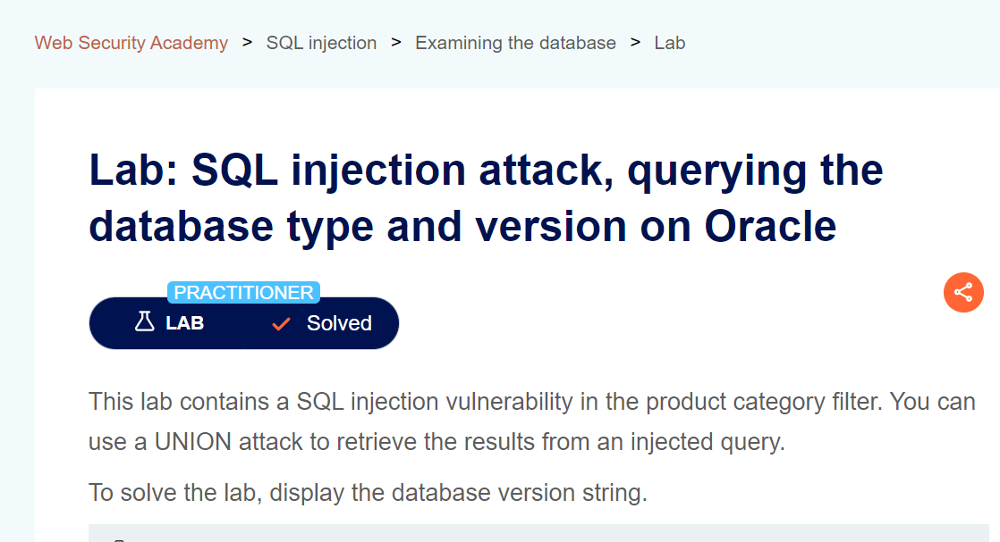 Web Security Academy > SQL injection > Examining the database > Lab
Lab: SQL injection attack, querying the
database type and version on Oracle
PRACTITIONER
LAB Solved
This lab contains a SQL injection vulnerability in the product category filter. You can
use a UNION attack to retrieve the results from an injected query.
To solve the lab, display the database version string.